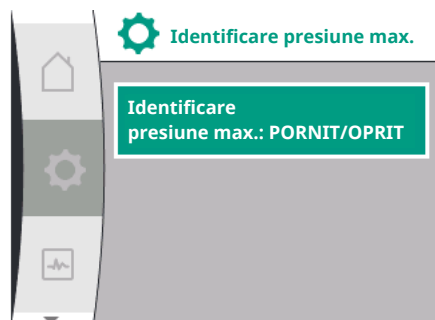 Identificare presiune max.
Identificare
presiune max.: PORNIT/OPRIT